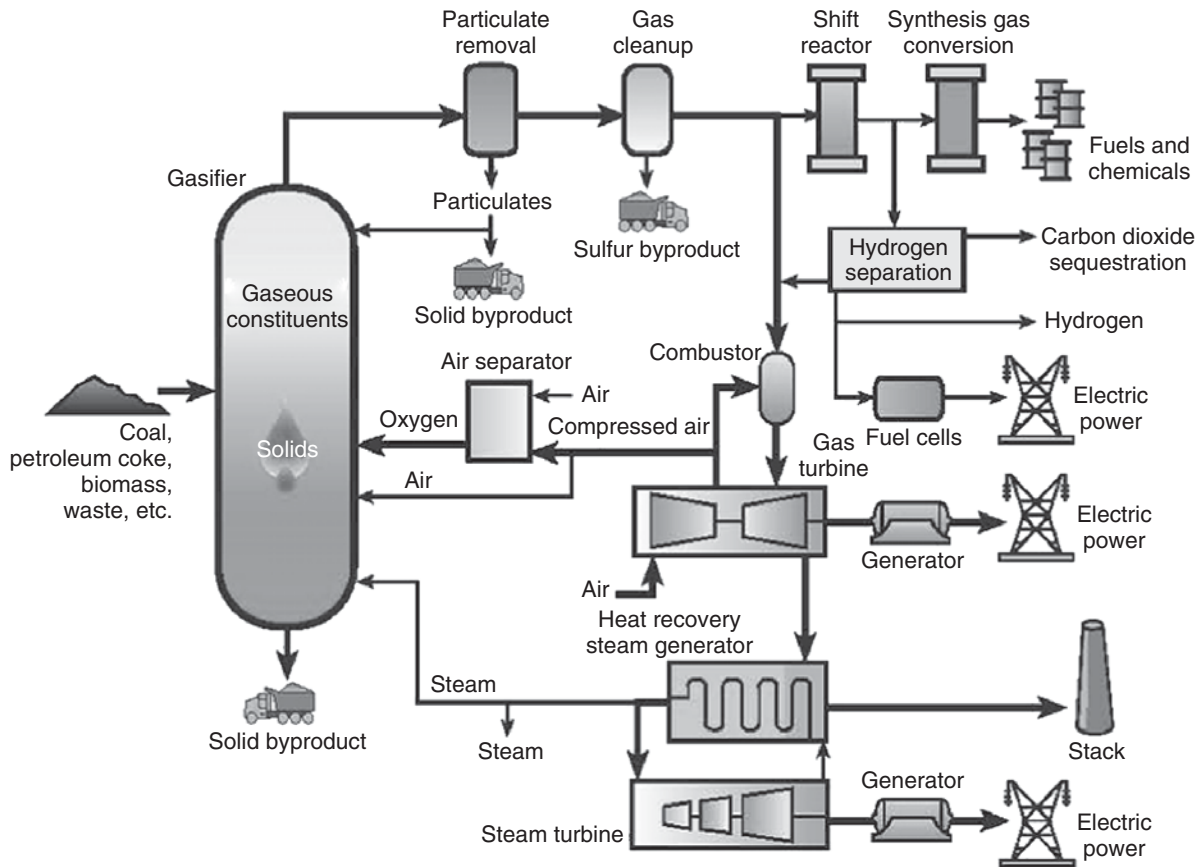 Particulate
removal
Gas
cleanup
Shift
reactor
Synthesis gas
conversion
Fuels and
chemicals
Gasifier
Particulates
Sulfur byproduct
Solid byproduct
Hydrogen
separation
Carbon dioxide
sequestration
Hydrogen
Gaseous
constituents
Solids
Coal,
petroleum coke,
biomass,
waste, etc.
Air separator
Air
Oxygen
Compressed air
Air
Combustor
Gas
turbine
Fuel cells
Electric
power
Generator
Electric
power
Air
Heat recovery
steam generator
Steam
Steam
Stack
Solid byproduct
Steam turbine
Generator
Electric
power